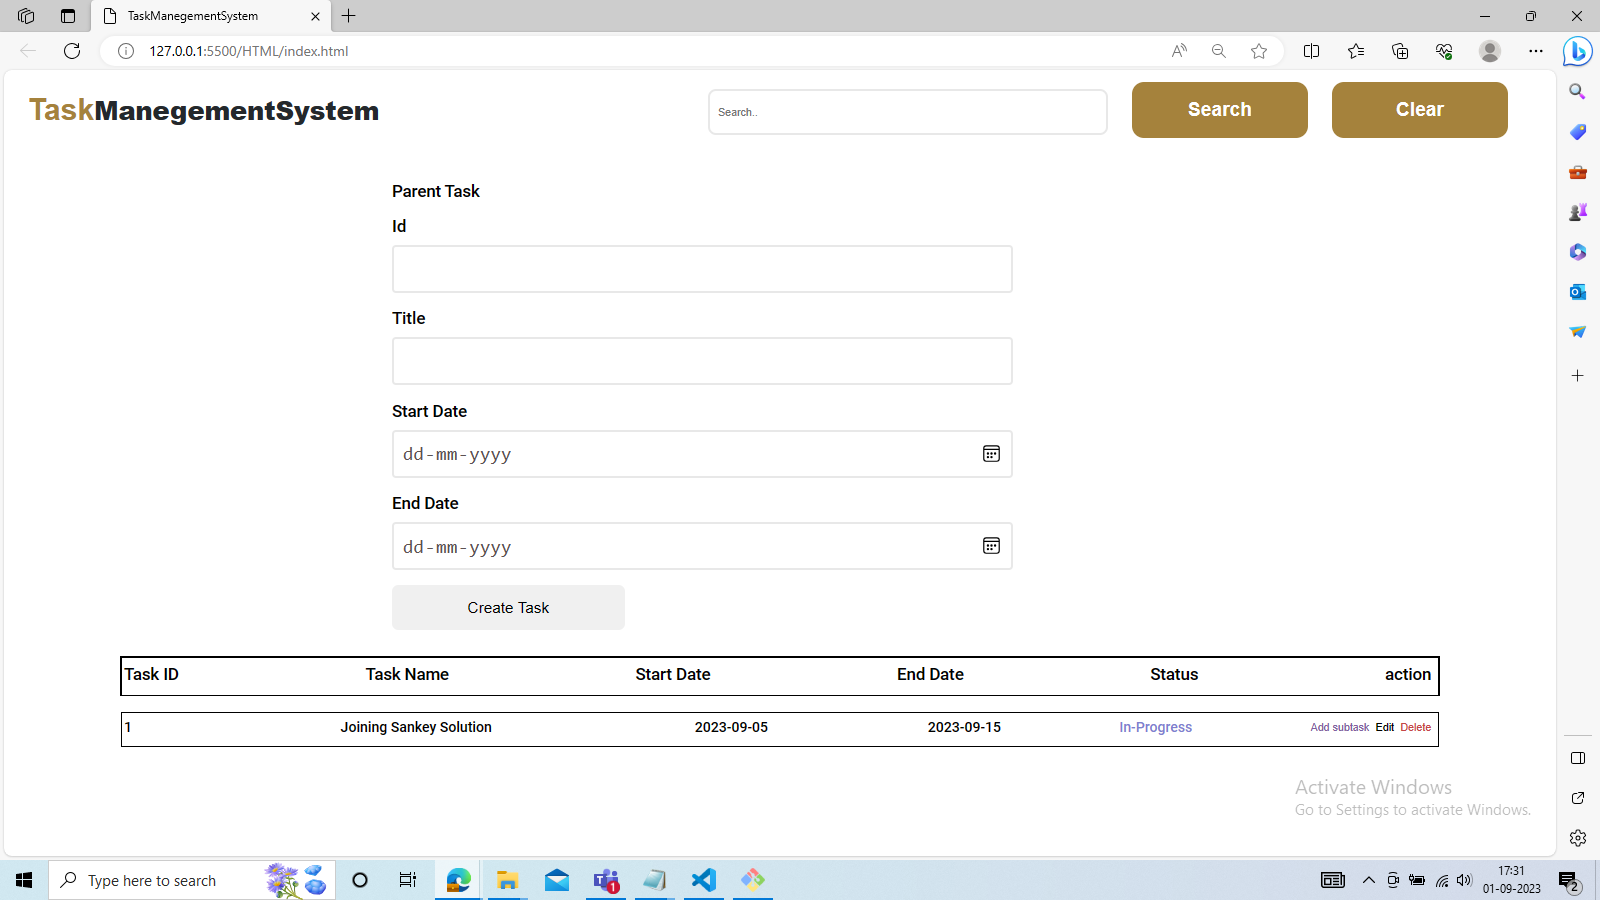 TaskManegementSystem
127.0.0.1:5500/HTML/index.html
TaskManegementSystem
Search..
Search
Clear
Parent Task
Id
Title
Start Date
dd-mm-yyyy
End Date
dd-mm-yyyy
Create Task
Task ID Task Name Start Date End Date Status action
1 Joining Sankey Solution 2023-09-05 2023-09-15 In-Progress Add subtask Edit Delete
Activate Windows
Go to Settings to activate Windows.
Type here to search
1
17:31
01-09-2023
2